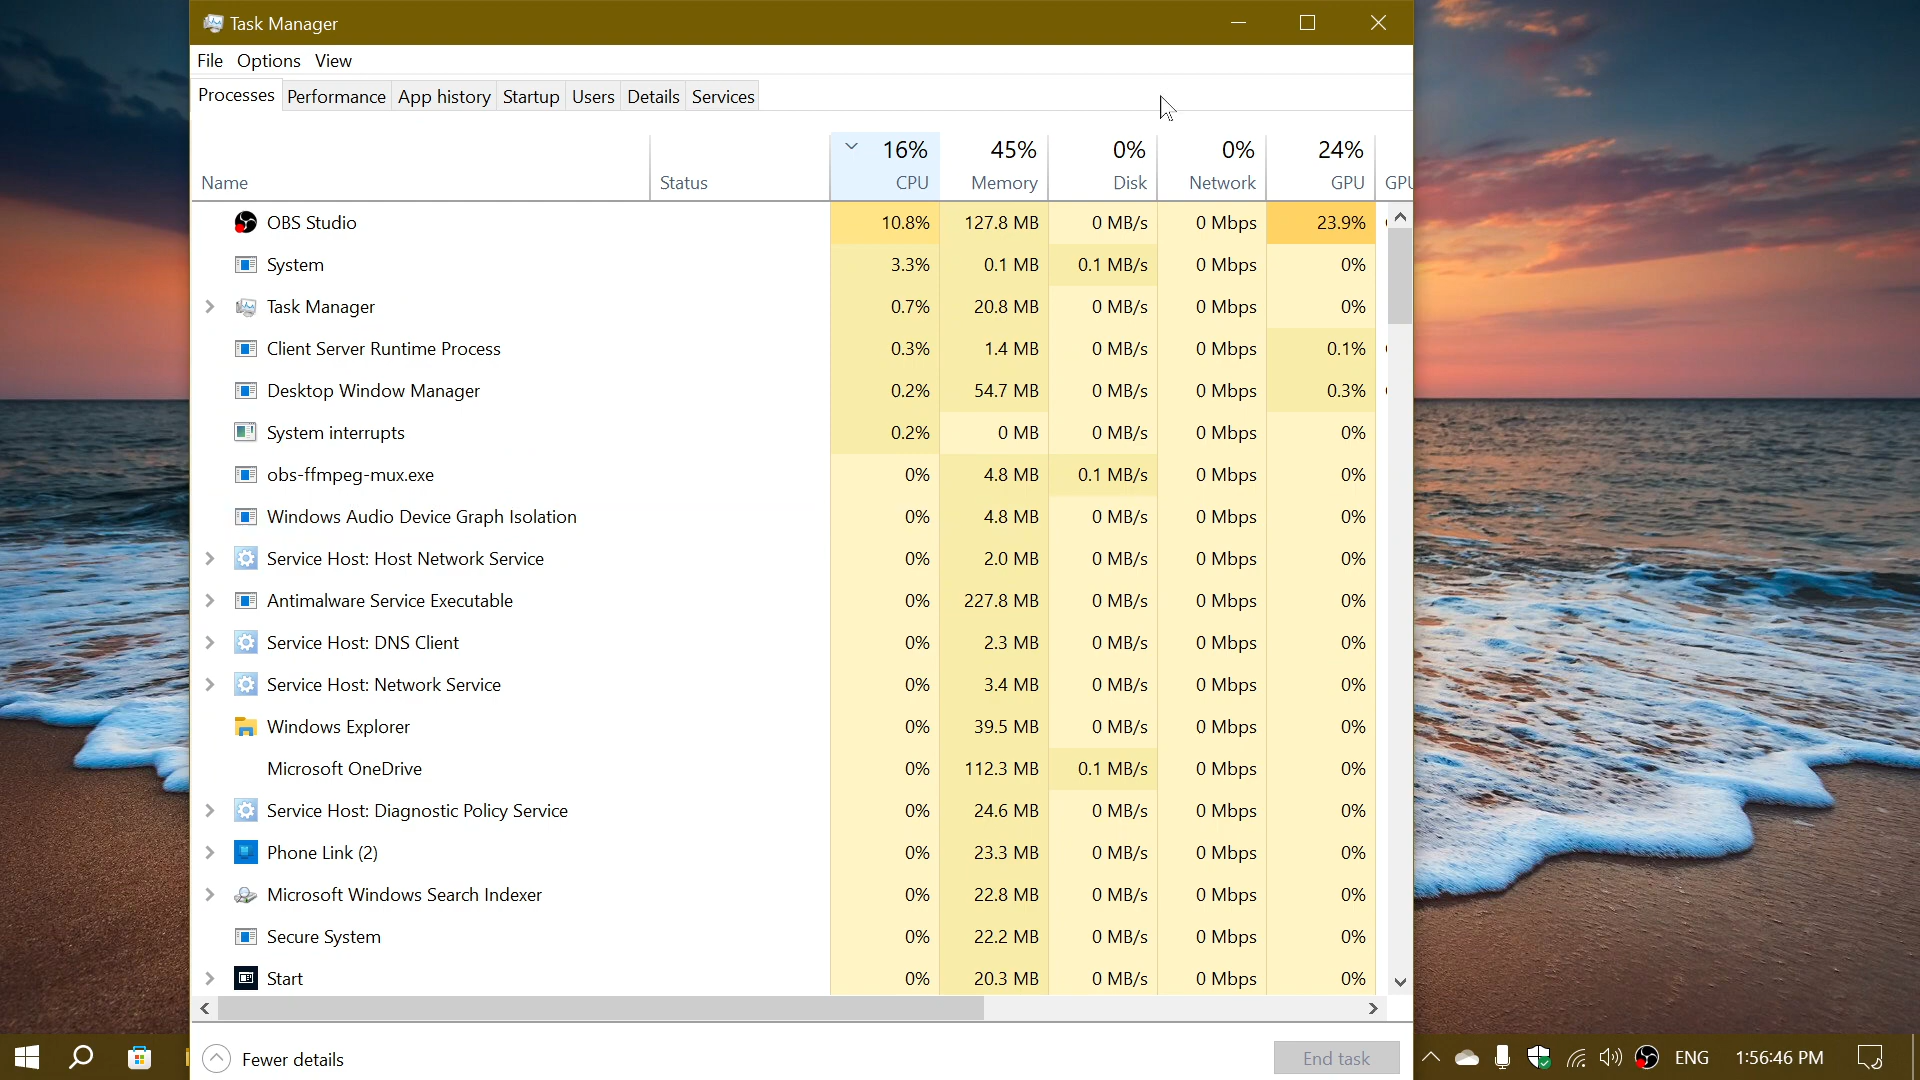 Task Manager
File Options View
Processes Performance App history Startup Users Details Services
16% 45% 0% 0% 24%
Name Status CPU Memory Disk Network GPU GPU
OBS Studio 10.8% 127.8 MB 0 MB/s 0 Mbps 23.9%
System 3.3% 0.1 MB 0.1 MB/s 0 Mbps 0%
Task Manager 0.7% 20.8 MB 0 MB/s 0 Mbps 0%
Client Server Runtime Process 0.3% 1.4 MB 0 MB/s 0 Mbps 0.1%
Desktop Window Manager 0.2% 54.7 MB 0 MB/s 0 Mbps 0.3%
System interrupts 0.2% 0 MB 0 MB/s 0 Mbps 0%
obs-ffmpeg-mux.exe 0% 4.8 MB 0.1 MB/s 0 Mbps 0%
Windows Audio Device Graph Isolation 0% 4.8 MB 0 MB/s 0 Mbps 0%
Service Host: Host Network Service 0% 2.0 MB 0 MB/s 0 Mbps 0%
Antimalware Service Executable 0% 227.8 MB 0 MB/s 0 Mbps 0%
Service Host: DNS Client 0% 2.3 MB 0 MB/s 0 Mbps 0%
Service Host: Network Service 0% 3.4 MB 0 MB/s 0 Mbps 0%
Windows Explorer 0% 39.5 MB 0 MB/s 0 Mbps 0%
Microsoft OneDrive 0% 112.3 MB 0.1 MB/s 0 Mbps 0%
Service Host: Diagnostic Policy Service 0% 24.6 MB 0 MB/s 0 Mbps 0%
Phone Link (2) 0% 23.3 MB 0 MB/s 0 Mbps 0%
Microsoft Windows Search Indexer 0% 22.8 MB 0 MB/s 0 Mbps 0%
Secure System 0% 22.2 MB 0 MB/s 0 Mbps 0%
Start 0% 20.3 MB 0 MB/s 0 Mbps 0%
Fewer details End task
ENG 1:56:46 PM